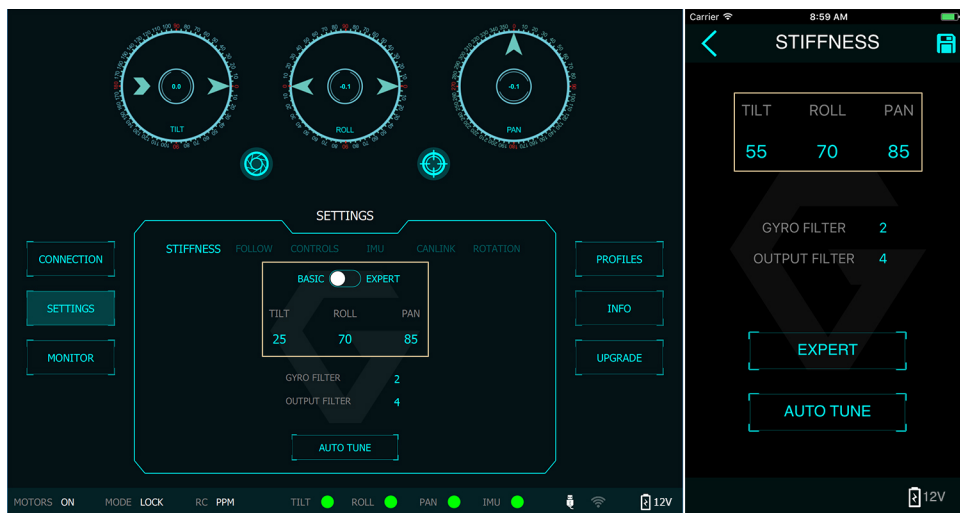 0.0
TILT
-0.1
ROLL
-0.1
PAN
SETTINGS
CONNECTION
SETTINGS
MONITOR
STIFFNESS FOLLOW CONTROLS IMU CANLINK ROTATION
BASIC EXPERT
TILT ROLL PAN
25 70 85
GYRO FILTER 2
OUTPUT FILTER 4
AUTO TUNE
PROFILES
INFO
UPGRADE
MOTORS ON MODE LOCK RC PPM TILT ROLL PAN IMU 12V
Carrier 8:59 AM
STIFFNESS
TILT ROLL PAN
55 70 85
GYRO FILTER 2
OUTPUT FILTER 4
EXPERT
AUTO TUNE
12V